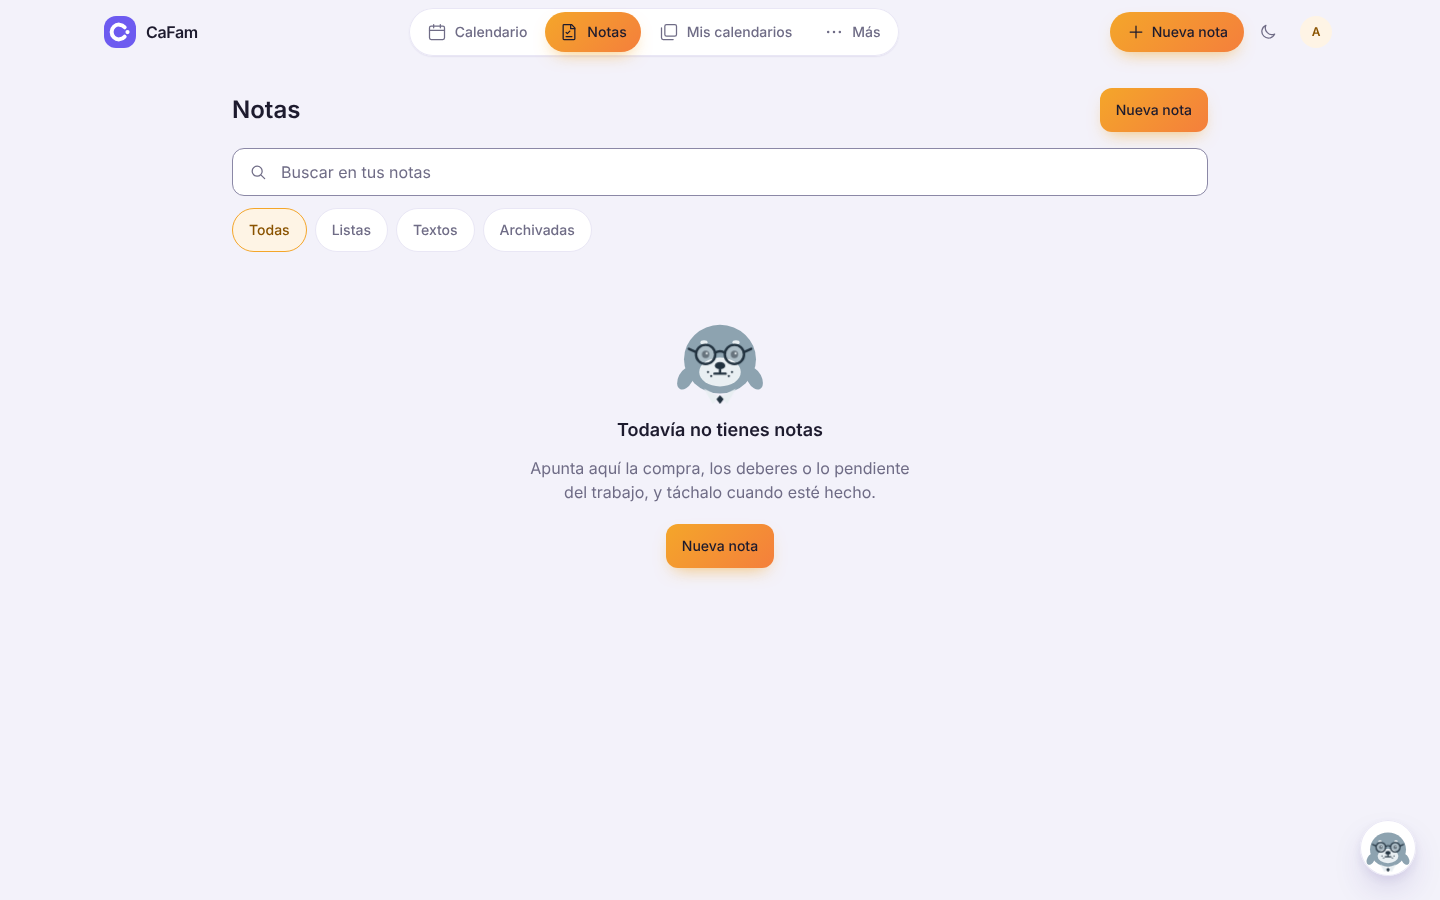 CaFam
Calendario
Notas
Mis calendarios
Más
Nueva nota
A
Notas
Nueva nota
Buscar en tus notas
Todas
Listas
Textos
Archivadas
Todavía no tienes notas
Apunta aquí la compra, los deberes o lo pendiente
del trabajo, y táchalo cuando esté hecho.
Nueva nota